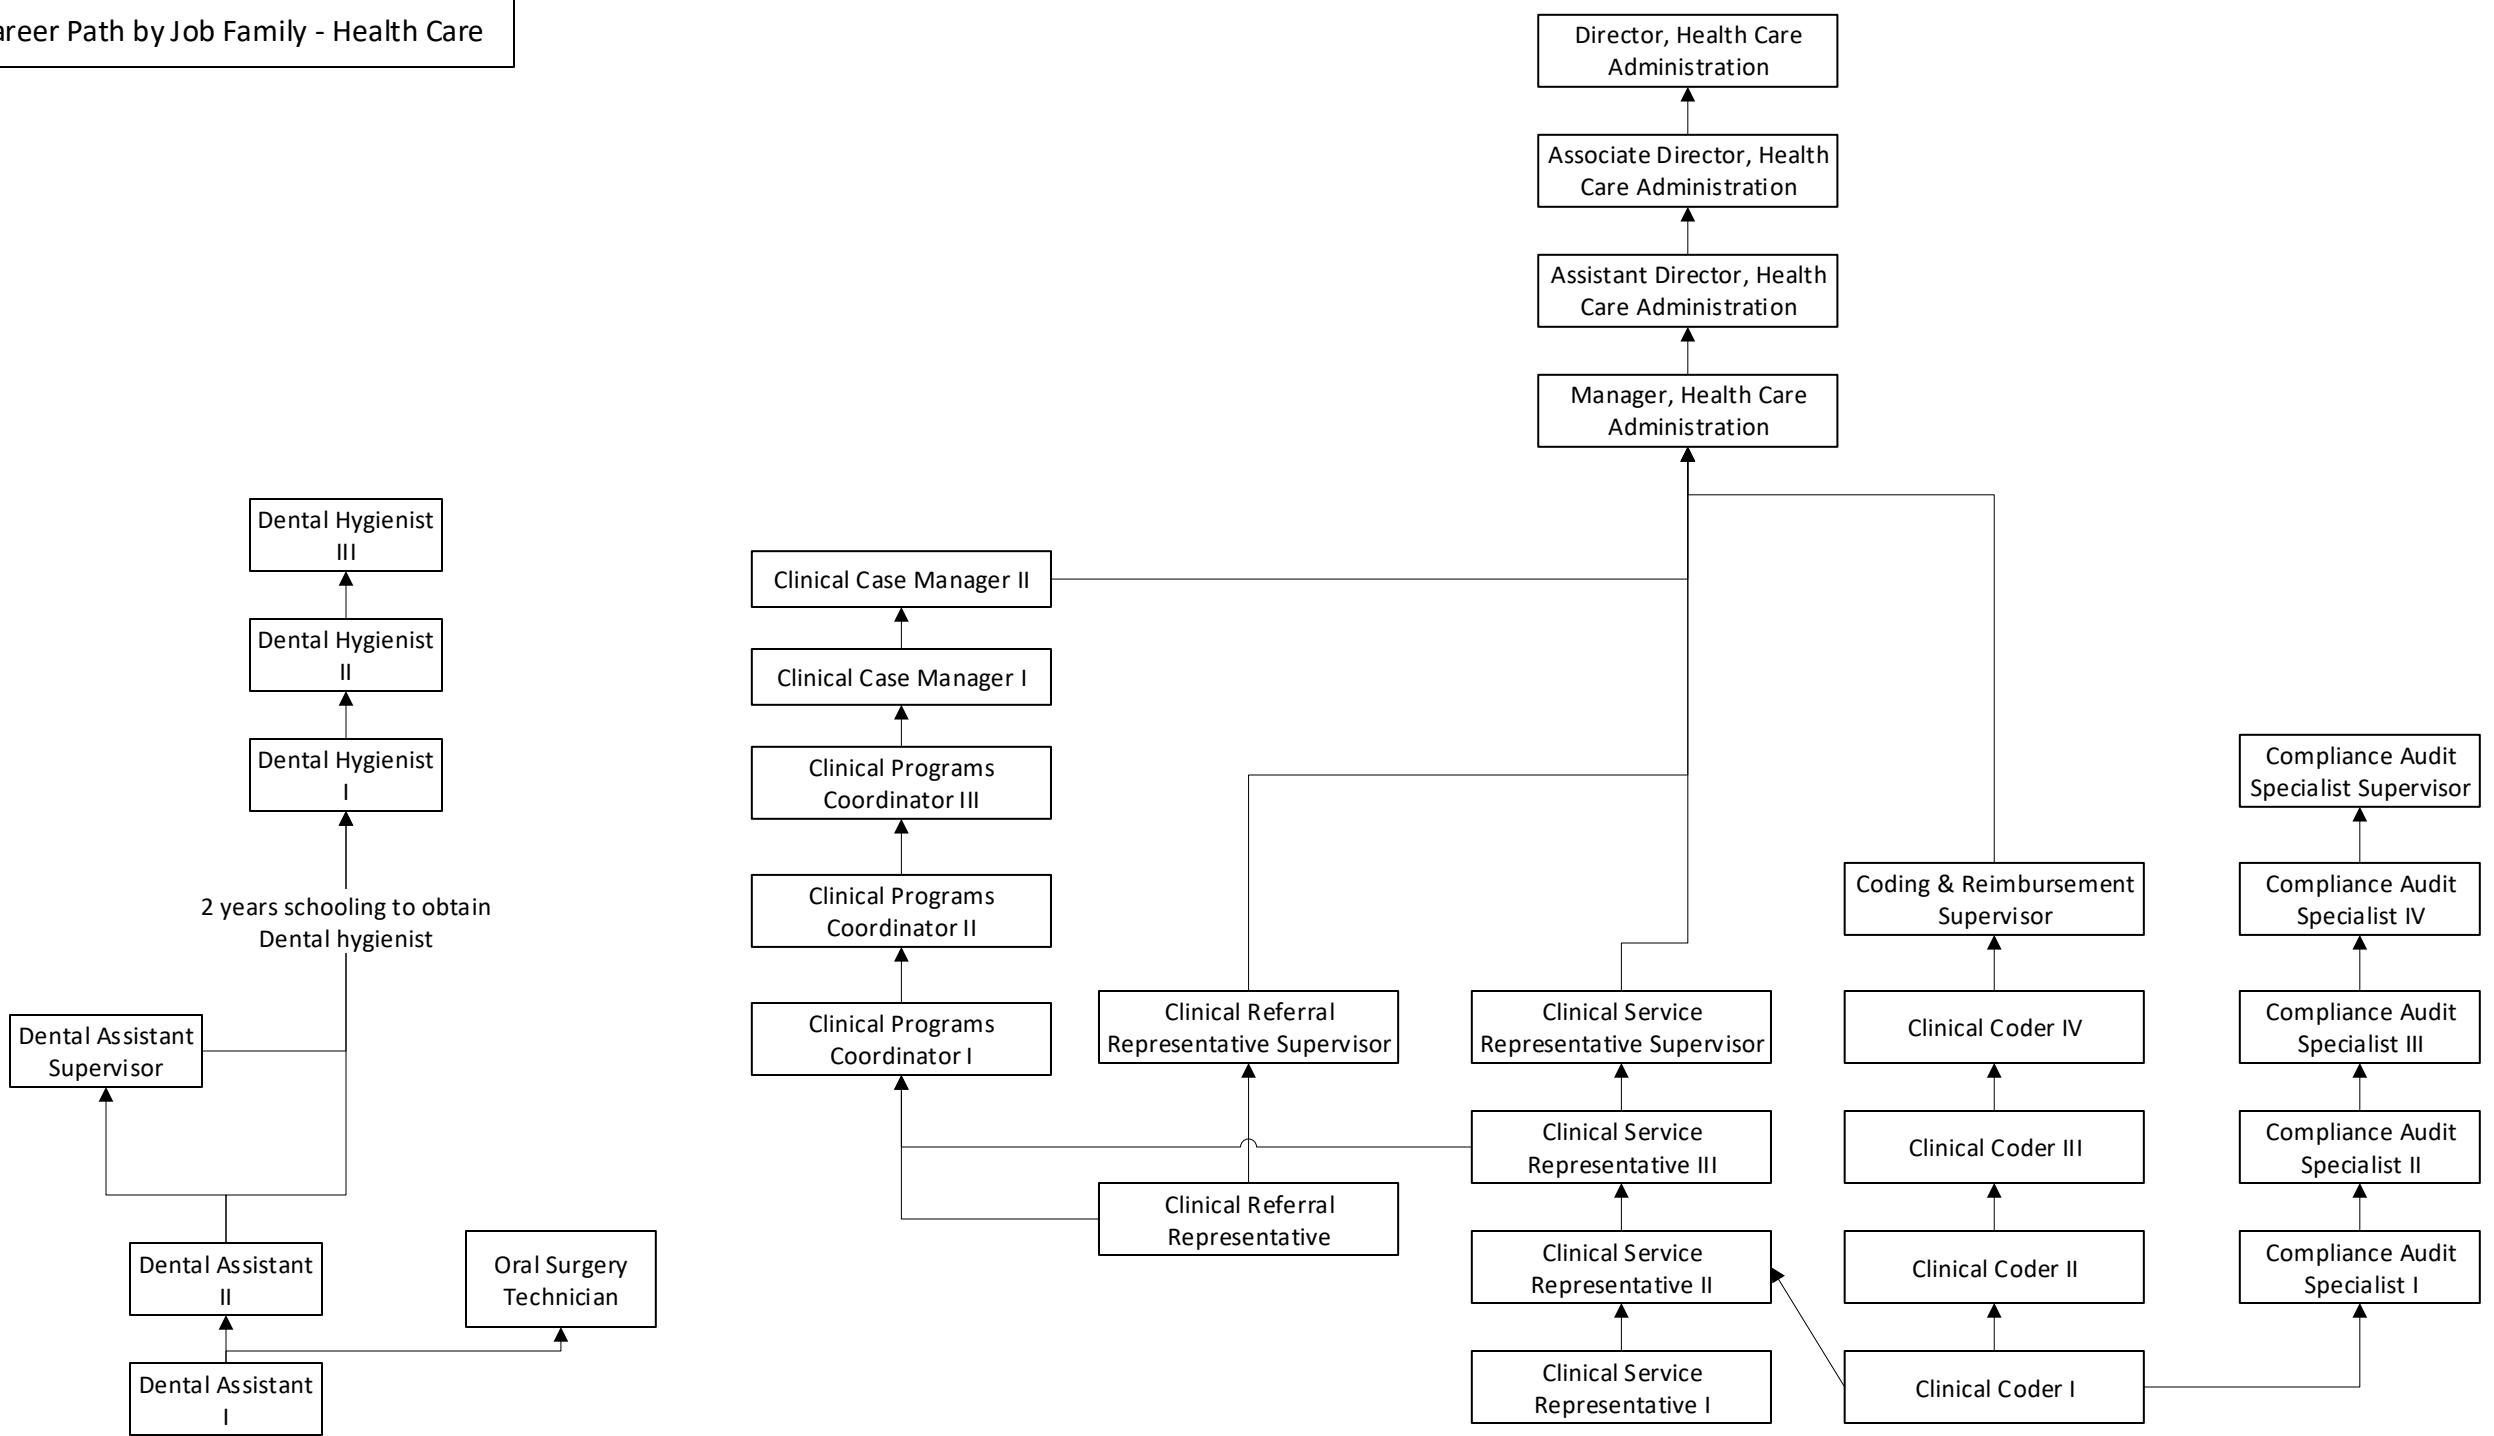 areer Path by Job Family - Health Care
Director, Health Care
Administration
Associate Director, Health
Care Administration
Assistant Director, Health
Care Administration
Manager, Health Care
Administration
Dental Hygienist
III
Dental Hygienist
II
Dental Hygienist
I
2 years schooling to obtain
Dental hygienist
Dental Assistant
Supervisor
Dental Assistant
II
Oral Surgery
Technician
Dental Assistant
I
Clinical Case Manager II
Clinical Case Manager I
Clinical Programs
Coordinator III
Clinical Programs
Coordinator II
Clinical Programs
Coordinator I
Clinical Referral
Representative Supervisor
Clinical Referral
Representative
Clinical Service
Representative Supervisor
Clinical Service
Representative III
Clinical Service
Representative II
Clinical Service
Representative I
Coding & Reimbursement
Supervisor
Clinical Coder IV
Clinical Coder III
Clinical Coder II
Clinical Coder I
Compliance Audit
Specialist Supervisor
Compliance Audit
Specialist IV
Compliance Audit
Specialist III
Compliance Audit
Specialist II
Compliance Audit
Specialist I